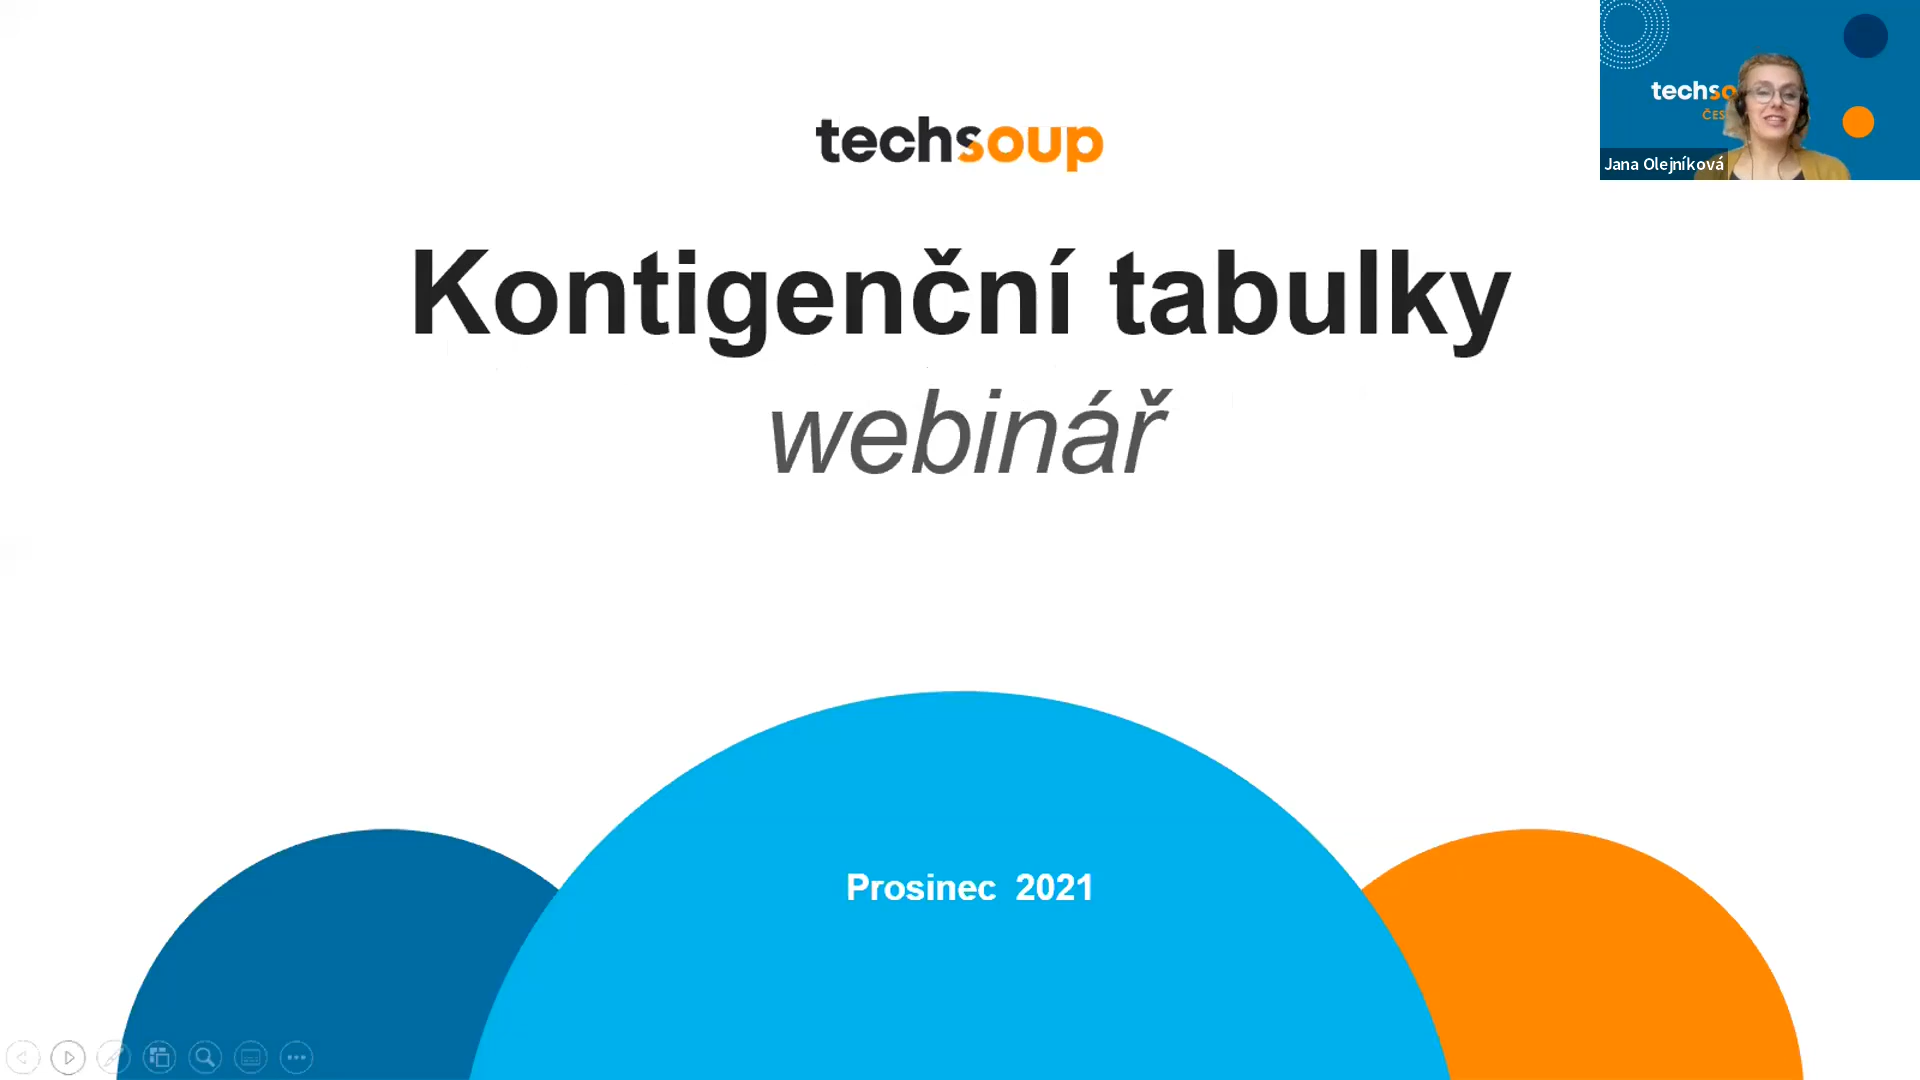 techsoup
Kontigenční tabulky
webinář
Prosinec 2021
techso
ČES
Jana Olejníková